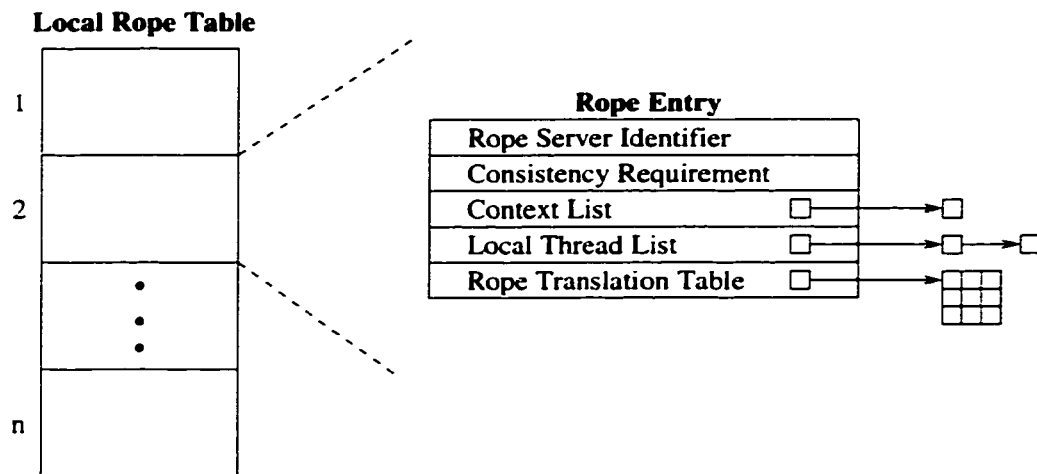 Local Rope Table
1
2
n
Rope Entry
Rope Server Identifier
Consistency Requirement
Context List
Local Thread List
Rope Translation Table